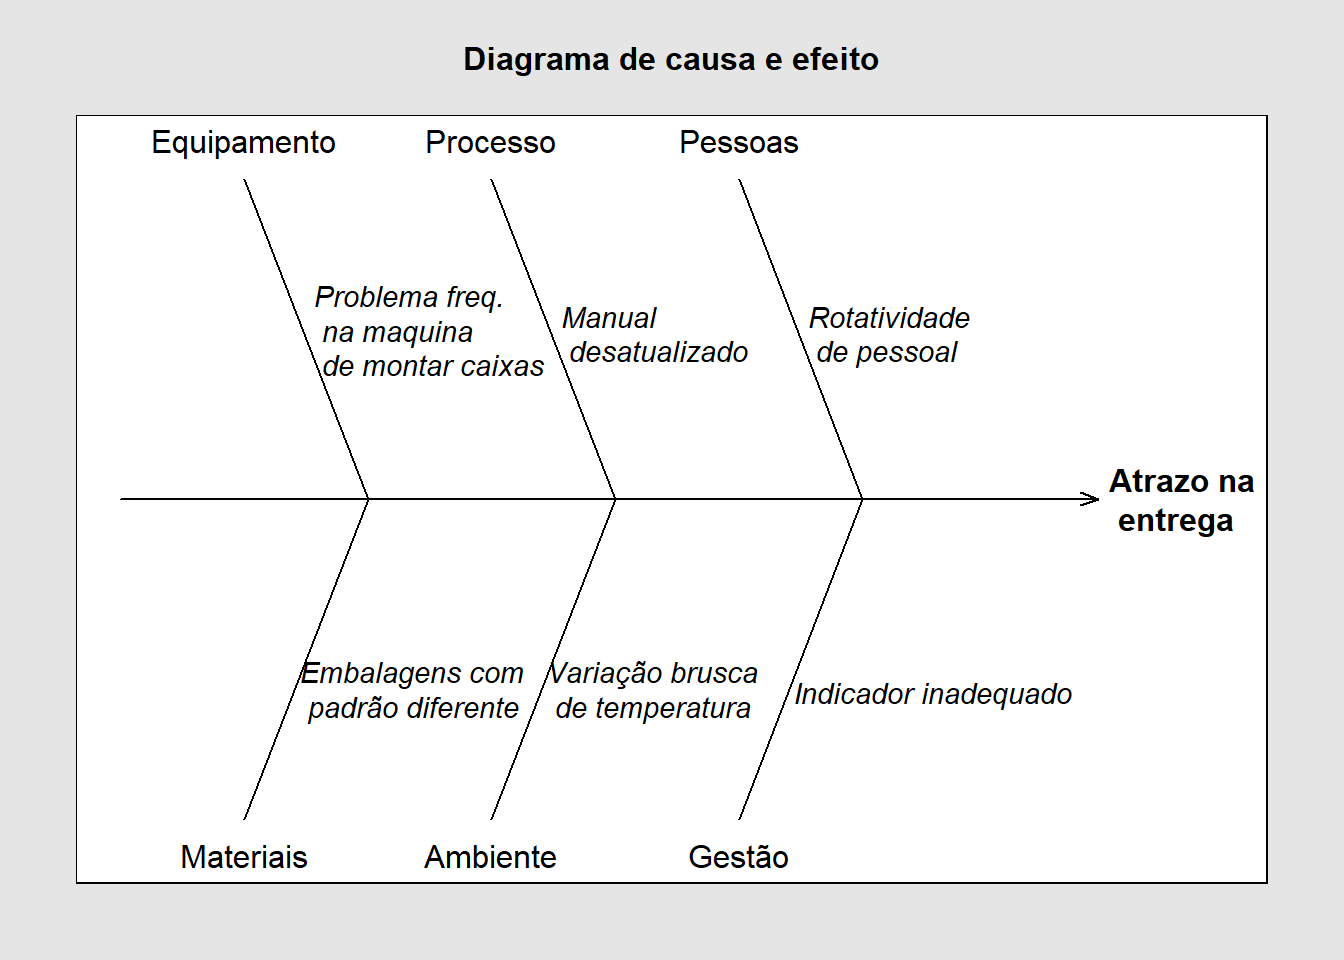 Diagrama de causa e efeito
Equipamento
Processo
Pessoas
Problema freq.
na maquina
de montar caixas
Manual
desatualizado
Rotatividade
de pessoal
Atrazo na
entrega
Embalagens com
padrão diferente
Variação brusca
de temperatura
Indicador inadequado
Materiais
Ambiente
Gestão